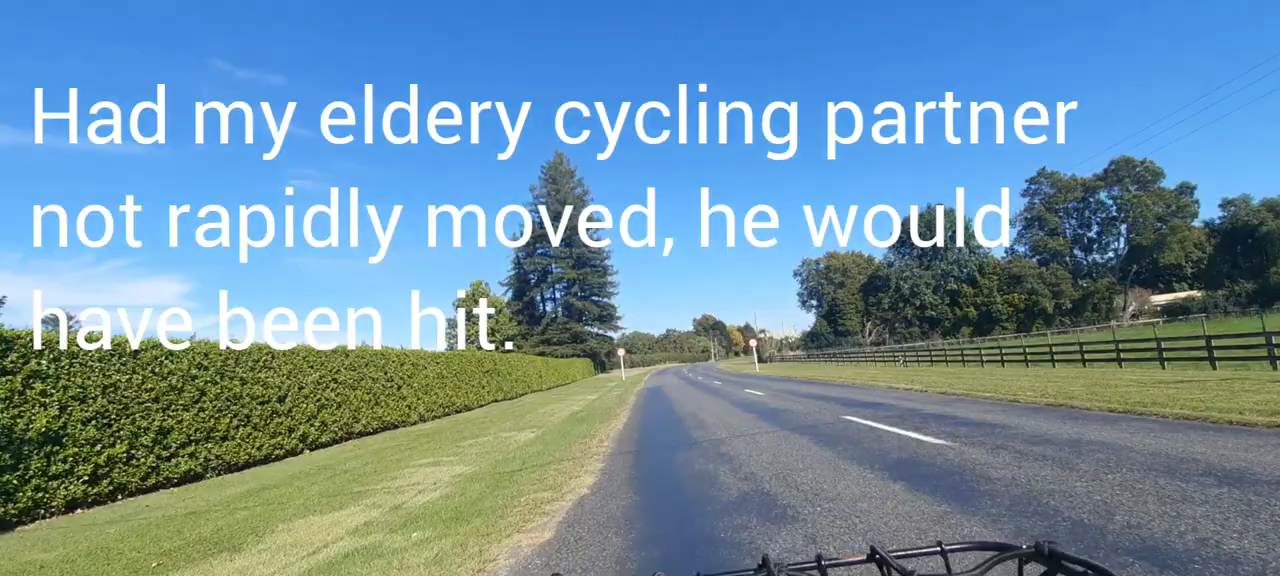 Had my eldery cycling partner
not rapidly moved, he would
have been hit.